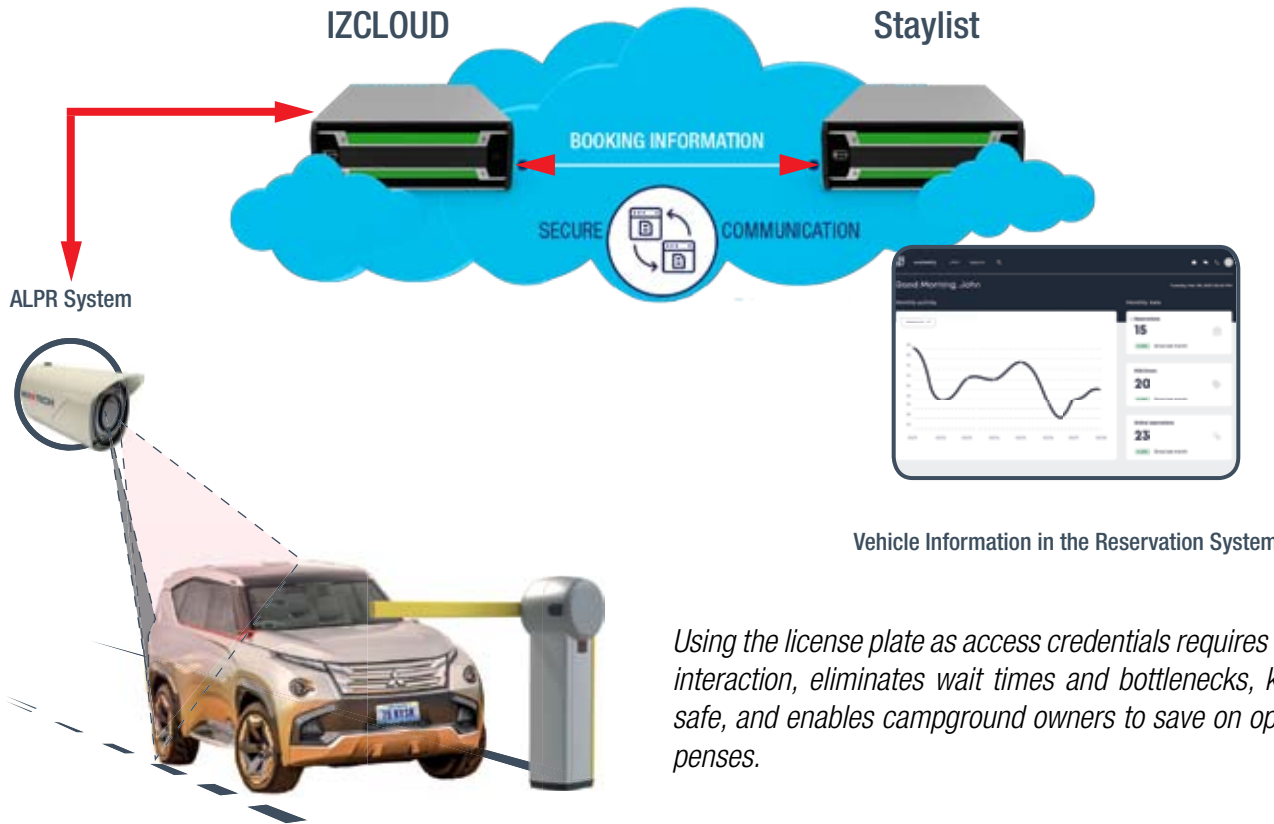 IZCLOUD
Staylist
BOOKING INFORMATION
SECURE
COMMUNICATION
ALPR System
Good Morning, John
15
20
23
Vehicle Information in the Reservation System
Using the license plate as access credentials requires
interaction, eliminates wait times and bottlenecks, k
safe, and enables campground owners to save on op
penses.